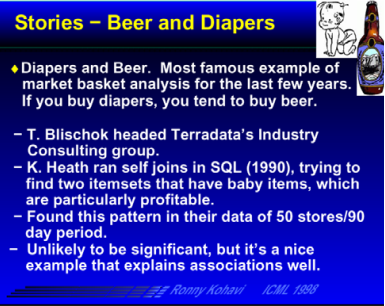 Stories − Beer and Diapers
♦Diapers and Beer. Most famous example of
market basket analysis for the last few years.
If you buy diapers, you tend to buy beer.
− T. Blischok headed Terradata's Industry
Consulting group.
− K. Heath ran self joins in SQL (1990), trying to
find two itemsets that have baby items, which
are particularly profitable.
− Found this pattern in their data of 50 stores/90
day period.
− Unlikely to be significant, but it's a nice
example that explains associations well.
Ronny Kohavi ICML 1998